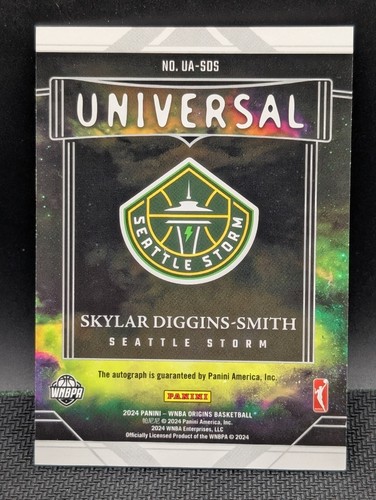 NO. UA-SDS
UNIVERSAL
SEATTLE STORM
SKYLAR DIGGINS-SMITH
SEATTLE STORM
The autograph is guaranteed by Panini America, Inc.
WNBPA
PANINI
2024 PANINI – WNBA ORIGINS BASKETBALL
© 2024 Panini America, Inc.
2024 WNBA Enterprises, LLC
Officially Licensed Product of the WNBPA © 2024